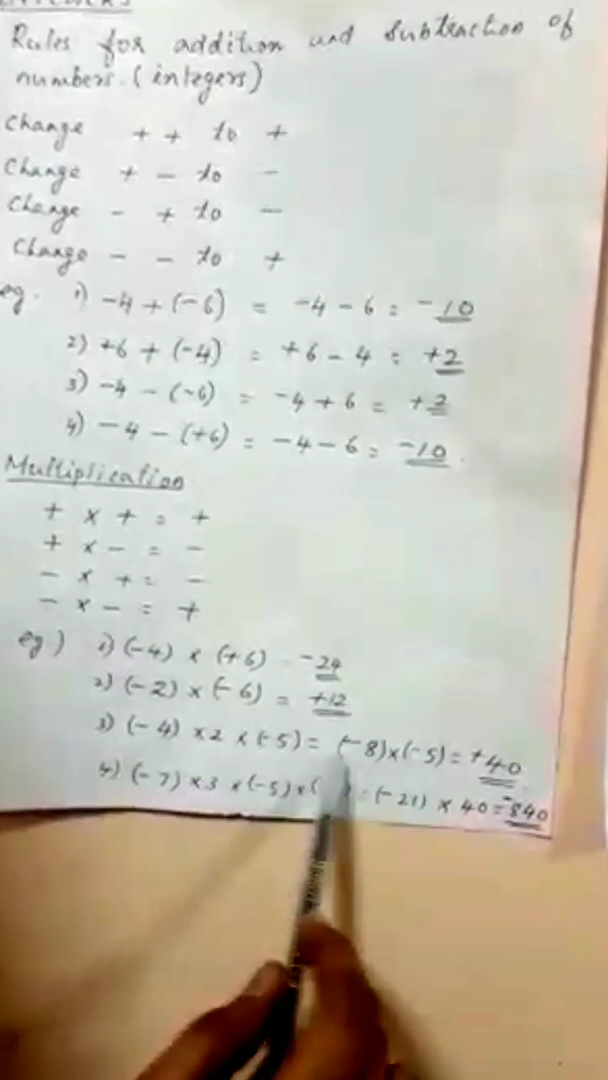 Rules for addition and subtraction of
numbers. (integers)
Change + + to +
Change + - to -
Change - + to -
Change - - to +
eg. 1) -4 + (-6) = -4 - 6 = -10
2) +6 + (-4) = +6 - 4 = +2
3) -4 - (-6) = -4 + 6 = +2
4) -4 - (+6) = -4 - 6 = -10.
Multiplication
+ x + = +
+ x - = -
- x + = -
- x - = +
eg) 1) (-4) x (+6) = -24
2) (-2) x (-6) = +12
3) (-4) x2 x (-5) = (-8)x(-5) = +40
4) (-7) x3 x(-5)x( ) = (-21) x 40 = -840